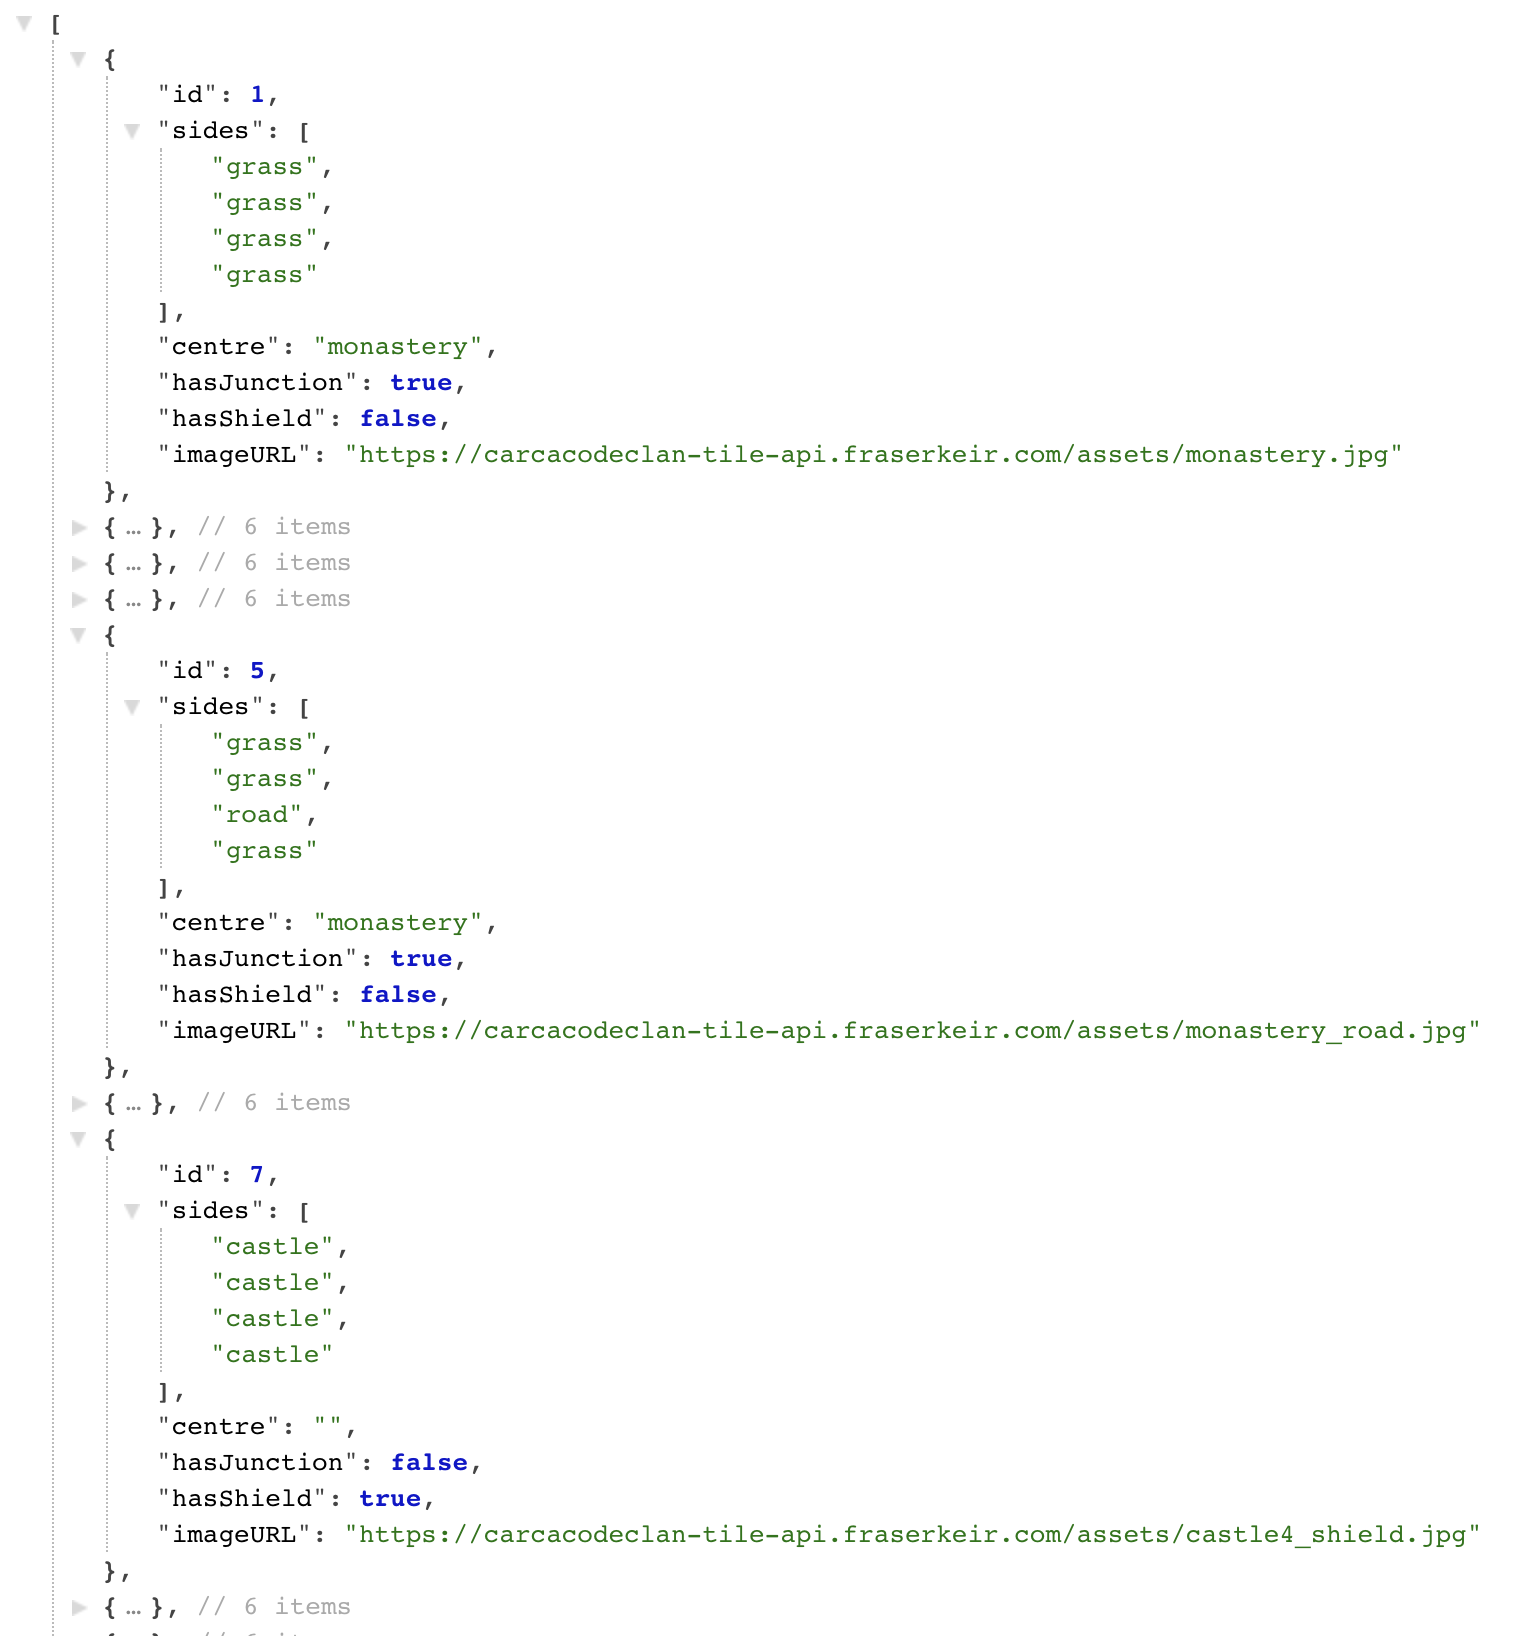 [
{
"id": 1,
"sides": [
"grass",
"grass",
"grass",
"grass"
],
"centre": "monastery",
"hasJunction": true,
"hasShield": false,
"imageURL": "https://carcacodeclan-tile-api.fraserkeir.com/assets/monastery.jpg"
},
{ … }, // 6 items
{ … }, // 6 items
{ … }, // 6 items
{
"id": 5,
"sides": [
"grass",
"grass",
"road",
"grass"
],
"centre": "monastery",
"hasJunction": true,
"hasShield": false,
"imageURL": "https://carcacodeclan-tile-api.fraserkeir.com/assets/monastery_road.jpg"
},
{ … }, // 6 items
{
"id": 7,
"sides": [
"castle",
"castle",
"castle",
"castle"
],
"centre": "",
"hasJunction": false,
"hasShield": true,
"imageURL": "https://carcacodeclan-tile-api.fraserkeir.com/assets/castle4_shield.jpg"
},
{ … }, // 6 items